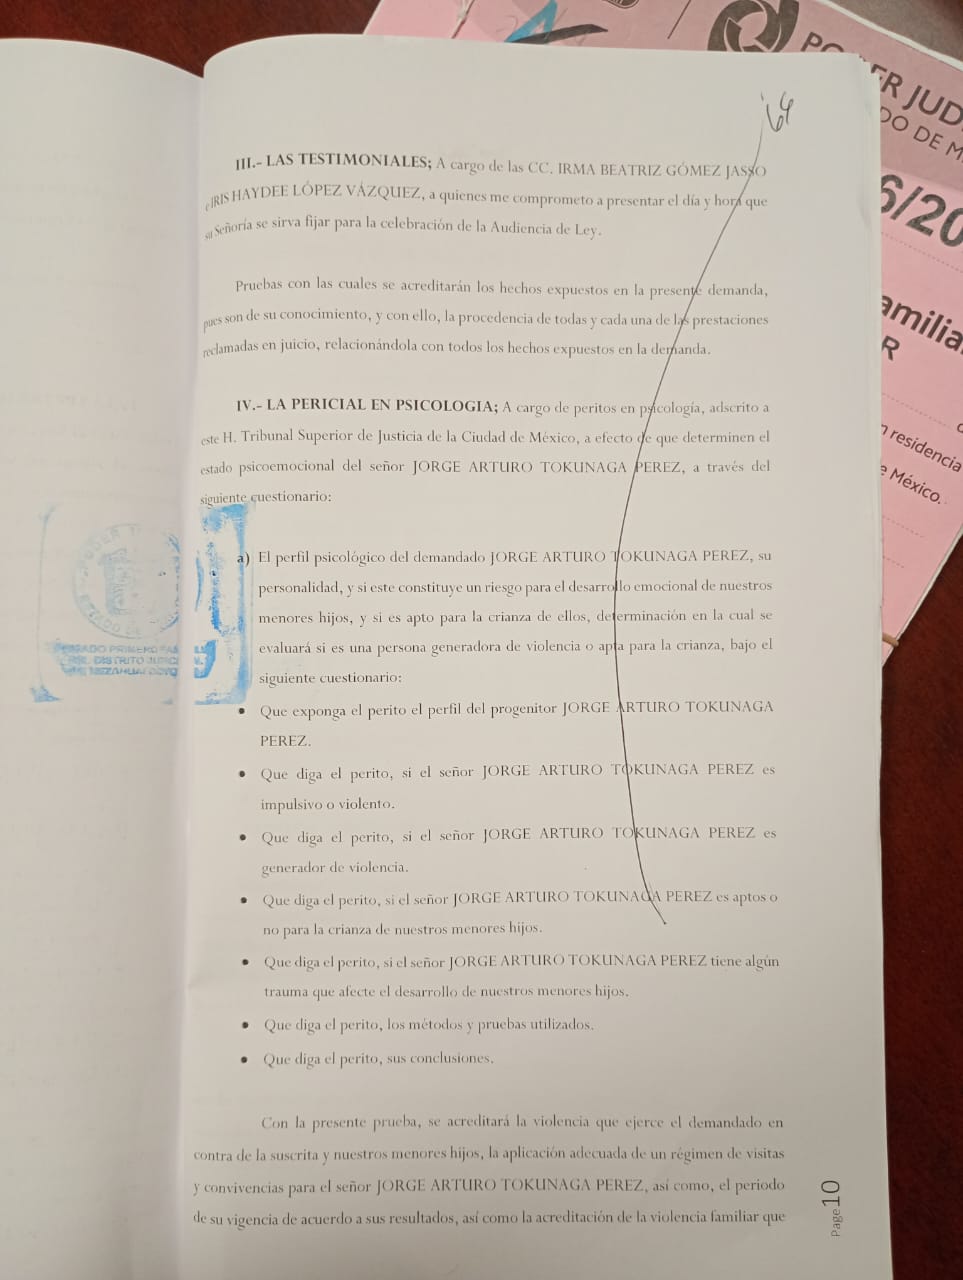 PODER JUD
DO DE M
6/20
amilia
R
n residencia
e México.
64
III.- LAS TESTIMONIALES; A cargo de las CC. IRMA BEATRIZ GÓMEZ JASSO
e IRIS HAYDEE LÓPEZ VÁZQUEZ, a quienes me comprometo a presentar el día y hora que
su Señoría se sirva fijar para la celebración de la Audiencia de Ley.
Pruebas con las cuales se acreditarán los hechos expuestos en la presente demanda,
pues son de su conocimiento, y con ello, la procedencia de todas y cada una de las prestaciones
reclamadas en juicio, relacionándola con todos los hechos expuestos en la demanda.
IV.- LA PERICIAL EN PSICOLOGIA; A cargo de peritos en psicología, adscrito a
este H. Tribunal Superior de Justicia de la Ciudad de México, a efecto de que determinen el
estado psicoemocional del señor JORGE ARTURO TOKUNAGA PEREZ, a través del
siguiente cuestionario:
a) El perfil psicológico del demandado JORGE ARTURO TOKUNAGA PEREZ, su
personalidad, y si este constituye un riesgo para el desarrollo emocional de nuestros
menores hijos, y si es apto para la crianza de ellos, determinación en la cual se
evaluará si es una persona generadora de violencia o apta para la crianza, bajo el
siguiente cuestionario:
• Que exponga el perito el perfil del progenitor JORGE ARTURO TOKUNAGA
PEREZ.
• Que diga el perito, si el señor JORGE ARTURO TOKUNAGA PEREZ es
impulsivo o violento.
• Que diga el perito, si el señor JORGE ARTURO TOKUNAGA PEREZ es
generador de violencia.
• Que diga el perito, si el señor JORGE ARTURO TOKUNAGA PEREZ es aptos o
no para la crianza de nuestros menores hijos.
• Que diga el perito, si el señor JORGE ARTURO TOKUNAGA PEREZ tiene algún
trauma que afecte el desarrollo de nuestros menores hijos.
• Que diga el perito, los métodos y pruebas utilizados.
• Que diga el perito, sus conclusiones.
Con la presente prueba, se acreditará la violencia que ejerce el demandado en
contra de la suscrita y nuestros menores hijos, la aplicación adecuada de un régimen de visitas
y convivencias para el señor JORGE ARTURO TOKUNAGA PEREZ, así como, el periodo
de su vigencia de acuerdo a sus resultados, así como la acreditación de la violencia familiar que
Page 10